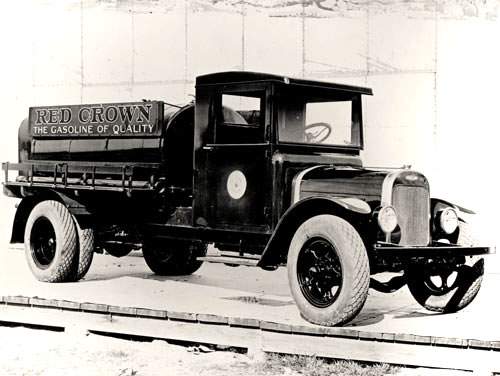 RED CROWN
THE GASOLINE OF QUALITY